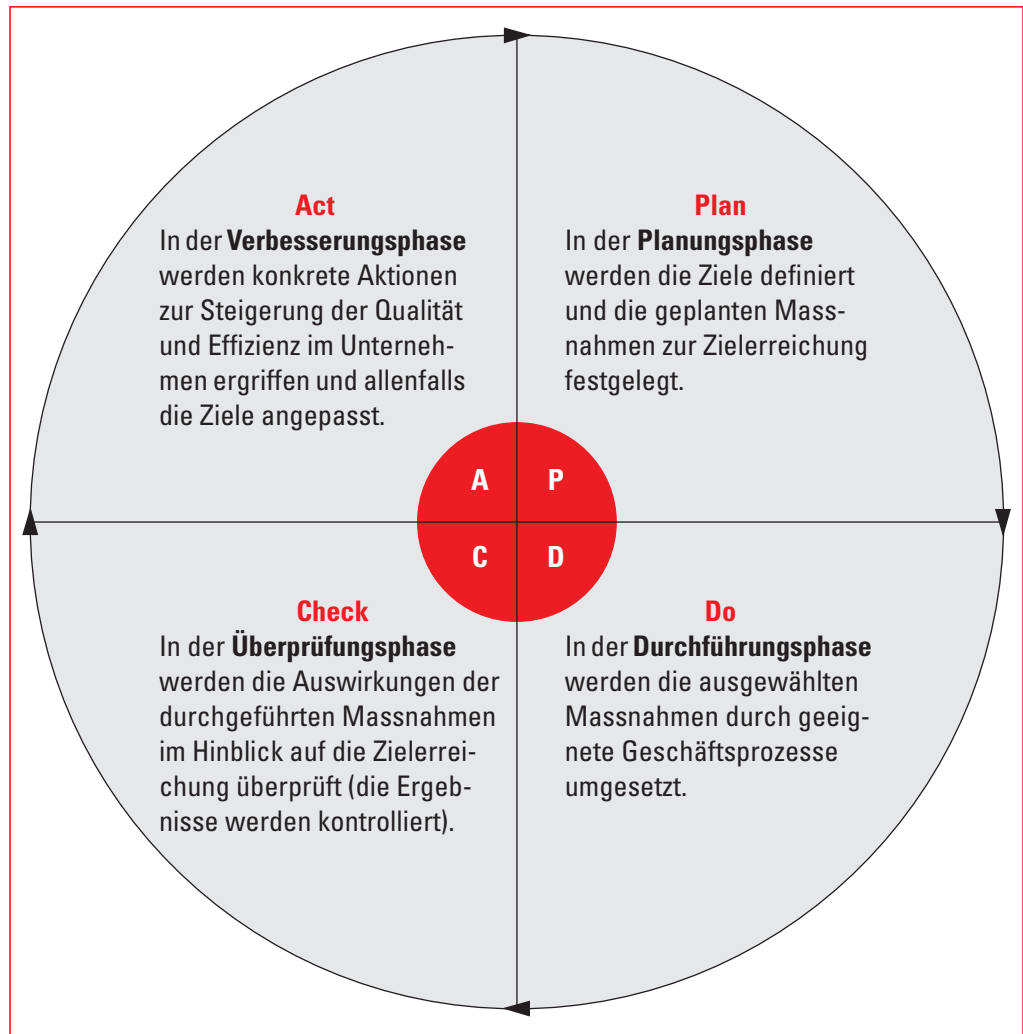 Act
In der Verbesserungsphase
werden konkrete Aktionen
zur Steigerung der Qualität
und Effizienz im Unterneh-
men ergriffen und allenfalls
die Ziele angepasst.
Plan
In der Planungsphase
werden die Ziele definiert
und die geplanten Mass-
nahmen zur Zielerreichung
festgelegt.
A
P
C
D
Check
In der Überprüfungsphase
werden die Auswirkungen der
durchgeführten Massnahmen
im Hinblick auf die Zielerrei-
chung überprüft (die Ergeb-
nisse werden kontrolliert).
Do
In der Durchführungsphase
werden die ausgewählten
Massnahmen durch geeig-
nete Geschäftsprozesse
umgesetzt.